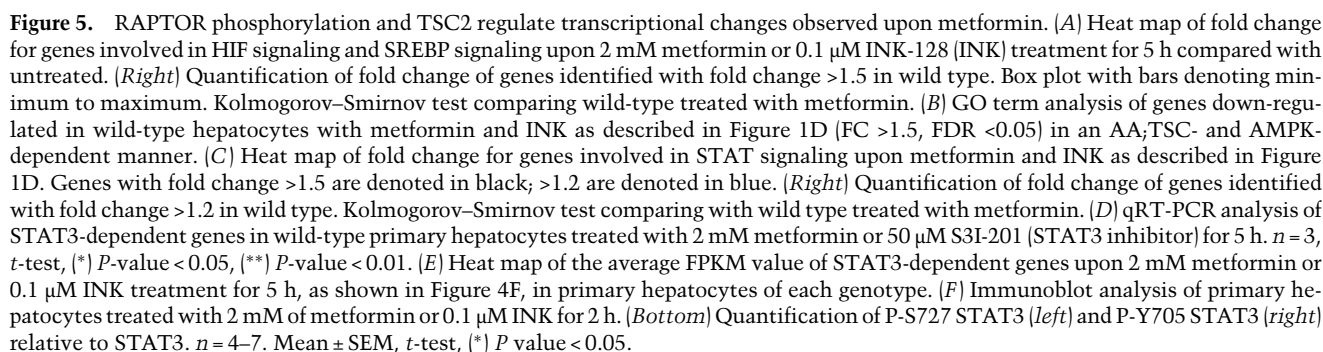 Figure 5. RAPTOR phosphorylation and TSC2 regulate transcriptional changes observed upon metformin. (A) Heat map of fold change
for genes involved in HIF signaling and SREBP signaling upon 2 mM metformin or 0.1 µM INK-128 (INK) treatment for 5 h compared with
untreated. (Right) Quantification of fold change of genes identified with fold change >1.5 in wild type. Box plot with bars denoting min-
imum to maximum. Kolmogorov–Smirnov test comparing wild-type treated with metformin. (B) GO term analysis of genes down-regu-
lated in wild-type hepatocytes with metformin and INK as described in Figure 1D (FC >1.5, FDR <0.05) in an AA;TSC- and AMPK-
dependent manner. (C) Heat map of fold change for genes involved in STAT signaling upon metformin and INK as described in Figure
1D. Genes with fold change >1.5 are denoted in black; >1.2 are denoted in blue. (Right) Quantification of fold change of genes identified
with fold change >1.2 in wild type. Kolmogorov–Smirnov test comparing with wild type treated with metformin. (D) qRT-PCR analysis of
STAT3-dependent genes in wild-type primary hepatocytes treated with 2 mM metformin or 50 µM S3I-201 (STAT3 inhibitor) for 5 h. n = 3,
t-test, (*) P-value < 0.05, (**) P-value < 0.01. (E) Heat map of the average FPKM value of STAT3-dependent genes upon 2 mM metformin or
0.1 µM INK treatment for 5 h, as shown in Figure 4F, in primary hepatocytes of each genotype. (F) Immunoblot analysis of primary he-
patocytes treated with 2 mM of metformin or 0.1 µM INK for 2 h. (Bottom) Quantification of P-S727 STAT3 (left) and P-Y705 STAT3 (right)
relative to STAT3. n = 4–7. Mean ± SEM, t-test, (*) P value < 0.05.